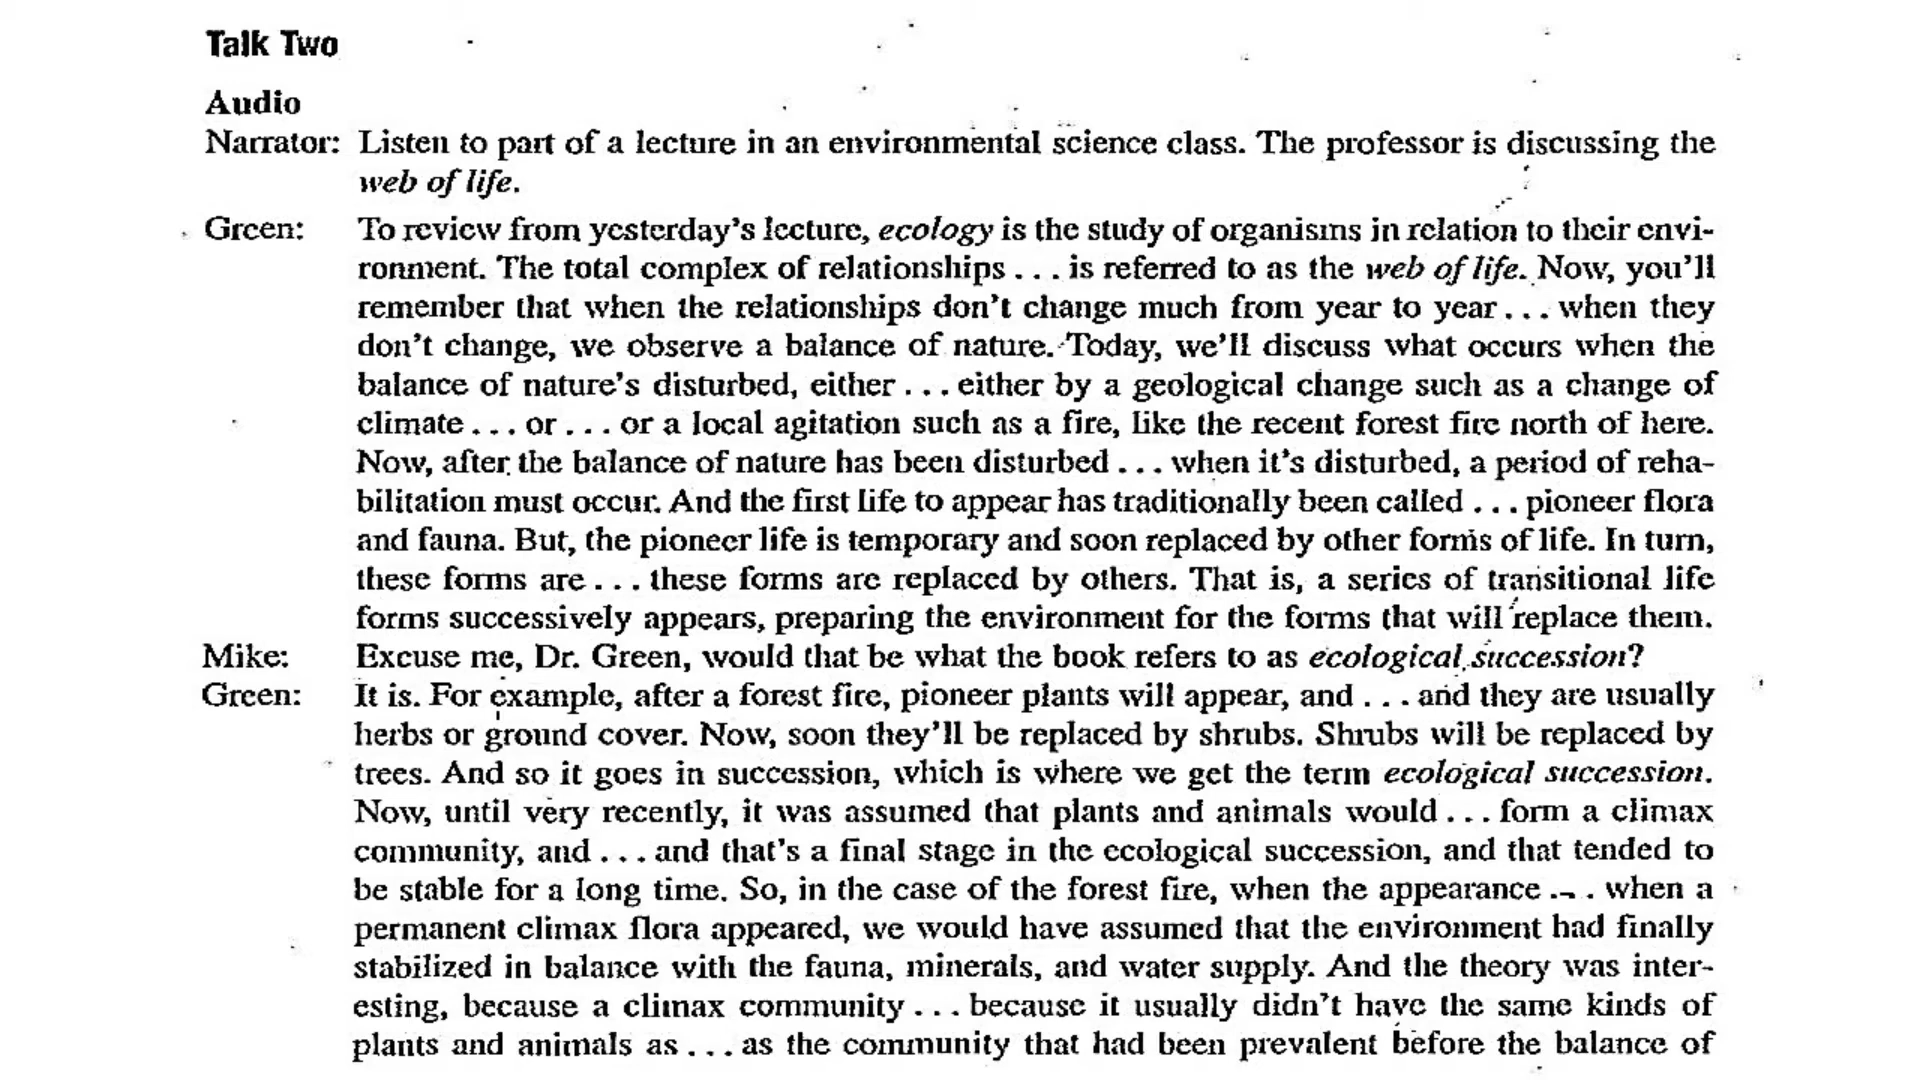 Talk Two
Audio
Narrator: Listen to part of a lecture in an environmental science class. The professor is discussing the
web of life.
Green: To review from yesterday's lecture, ecology is the study of organisms in relation to their envi-
ronment. The total complex of relationships . . . is referred to as the web of life. Now, you'll
remember that when the relationships don't change much from year to year . . . when they
don't change, we observe a balance of nature. Today, we'll discuss what occurs when the
balance of nature's disturbed, either . . . either by a geological change such as a change of
climate . . . or . . . or a local agitation such as a fire, like the recent forest fire north of here.
Now, after the balance of nature has been disturbed . . . when it's disturbed, a period of reha-
bilitation must occur. And the first life to appear has traditionally been called . . . pioneer flora
and fauna. But, the pioneer life is temporary and soon replaced by other forms of life. In turn,
these forms are . . . these forms are replaced by others. That is, a series of transitional life
forms successively appears, preparing the environment for the forms that will replace them.
Mike: Excuse me, Dr. Green, would that be what the book refers to as ecological succession?
Green: It is. For example, after a forest fire, pioneer plants will appear, and . . . and they are usually
herbs or ground cover. Now, soon they'll be replaced by shrubs. Shrubs will be replaced by
trees. And so it goes in succession, which is where we get the term ecological succession.
Now, until very recently, it was assumed that plants and animals would . . . form a climax
community, and . . . and that's a final stage in the ecological succession, and that tended to
be stable for a long time. So, in the case of the forest fire, when the appearance . . . when a
permanent climax flora appeared, we would have assumed that the environment had finally
stabilized in balance with the fauna, minerals, and water supply. And the theory was inter-
esting, because a climax community . . . because it usually didn't have the same kinds of
plants and animals as . . . as the community that had been prevalent before the balance of